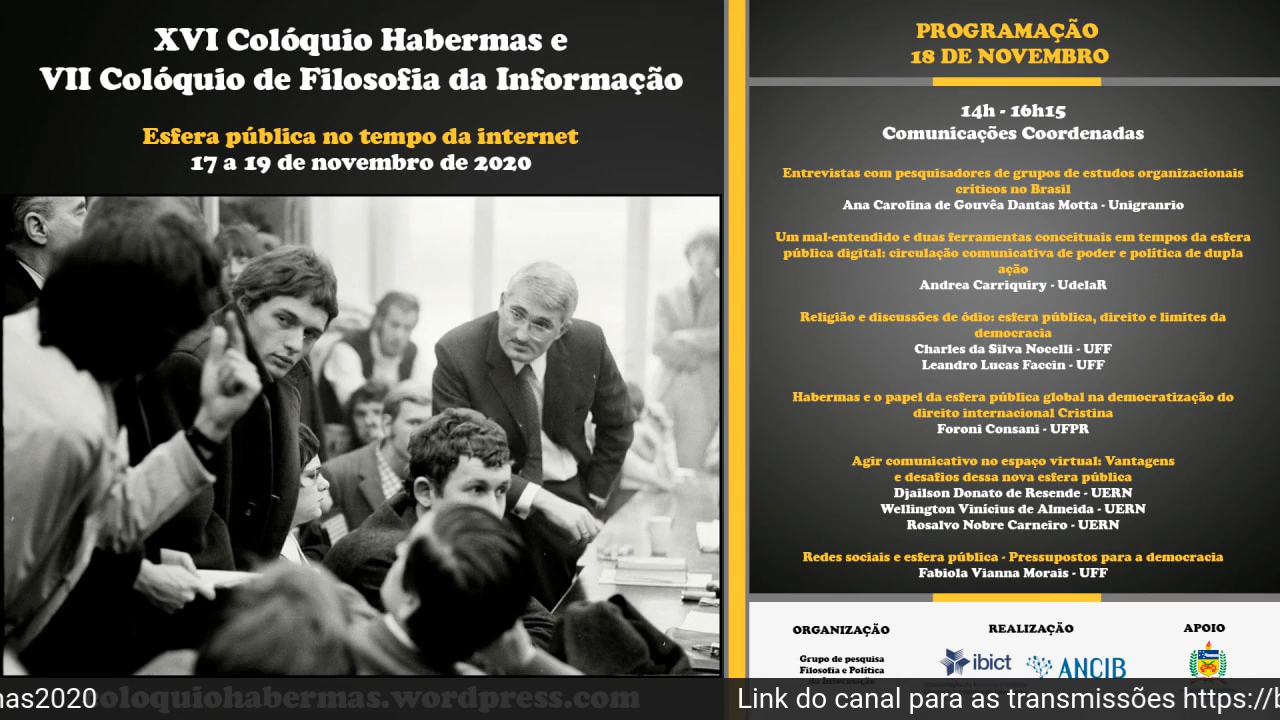 XVI Colóquio Habermas e
VII Colóquio de Filosofia da Informação
Esfera pública no tempo da internet
17 a 19 de novembro de 2020
PROGRAMAÇÃO
18 DE NOVEMBRO
14h - 16h15
Comunicações Coordenadas
Entrevistas com pesquisadores de grupos de estudos organizacionais
críticos no Brasil
Ana Carolina de Gouvêa Dantas Motta - Unigranrio
Um mal-entendido e duas ferramentas conceituais em tempos da esfera
pública digital: circulação comunicativa de poder e política de dupla
ação
Andrea Carriquiry - UdelaR
Religião e discussões de ódio: esfera pública, direito e limites da
democracia
Charles da Silva Nocelli - UFF
Leandro Lucas Faccin - UFF
Habermas e o papel da esfera pública global na democratização do
direito internacional Cristina
Foroni Consani - UFPR
Agir comunicativo no espaço virtual: Vantagens
e desafios dessa nova esfera pública
Djailson Donato de Resende - UERN
Wellington Vinícius de Almeida - UERN
Rosalvo Nobre Carneiro - UERN
Redes sociais e esfera pública - Pressupostos para a democracia
Fabiola Vianna Morais - UFF
ORGANIZAÇÃO
Grupo de pesquisa
Filosofia e Política
da Informação
REALIZAÇÃO
ibict
ANCIB
APOIO
oloquiohabermas.wordpress.com
mas2020
Link do canal para as transmissões https://b